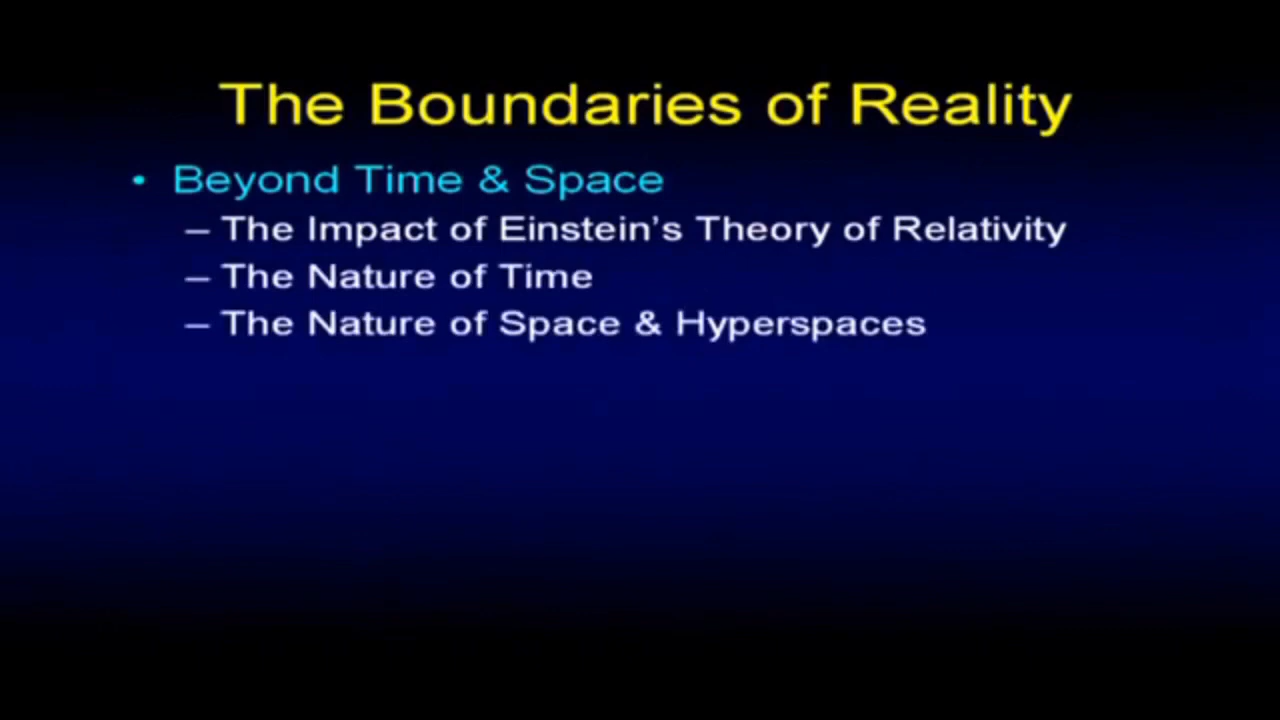 The Boundaries of Reality
• Beyond Time & Space
– The Impact of Einstein’s Theory of Relativity
– The Nature of Time
– The Nature of Space & Hyperspaces